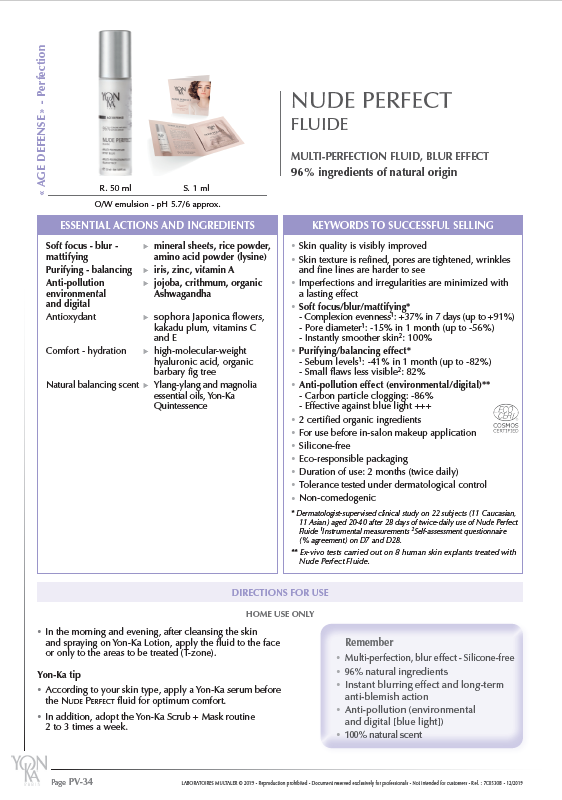 « AGE DEFENSE » - Perfection
YON
KA
NUDE PERFECT
YON
KA
R. 50 ml
S. 1 ml
O/W emulsion - pH 5.7/6 approx.
NUDE PERFECT
FLUIDE
MULTI-PERFECTION FLUID, BLUR EFFECT
96% ingredients of natural origin
ESSENTIAL ACTIONS AND INGREDIENTS
Soft focus - blur - ► mineral sheets, rice powder,
mattifying amino acid powder (lysine)
Purifying - balancing ► iris, zinc, vitamin A
Anti-pollution ► jojoba, crithmum, organic
environmental Ashwagandha
and digital
Antioxydant ► sophora Japonica flowers,
kakadu plum, vitamins C
and E
Comfort - hydration ► high-molecular-weight
hyaluronic acid, organic
barbary fig tree
Natural balancing scent ► Ylang-ylang and magnolia
essential oils, Yon-Ka
Quintessence
KEYWORDS TO SUCCESSFUL SELLING
• Skin quality is visibly improved
• Skin texture is refined, pores are tightened, wrinkles
and fine lines are harder to see
• Imperfections and irregularities are minimized with
a lasting effect
• Soft focus/blur/mattifying*
- Complexion evenness¹: +37% in 7 days (up to +91%)
- Pore diameter¹: -15% in 1 month (up to -56%)
- Instantly smoother skin²: 100%
• Purifying/balancing effect*
- Sebum levels¹: -41% in 1 month (up to -82%)
- Small flaws less visible²: 82%
• Anti-pollution effect (environmental/digital)**
- Carbon particle clogging: -86%
- Effective against blue light +++
• 2 certified organic ingredients
• For use before in-salon makeup application
• Silicone-free
• Eco-responsible packaging
• Duration of use: 2 months (twice daily)
• Tolerance tested under dermatological control
• Non-comedogenic
COSMOS
CERTIFIED
* Dermatologist-supervised clinical study on 22 subjects (11 Caucasian,
11 Asian) aged 20-40 after 28 days of twice-daily use of Nude Perfect
Fluide ¹Instrumental measurements ²Self-assessment questionnaire
(% agreement) on D7 and D28.
** Ex-vivo tests carried out on 8 human skin explants treated with
Nude Perfect Fluide.
DIRECTIONS FOR USE
HOME USE ONLY
• In the morning and evening, after cleansing the skin
and spraying on Yon-Ka Lotion, apply the fluid to the face
or only to the areas to be treated (T-zone).
Yon-Ka tip
• According to your skin type, apply a Yon-Ka serum before
the NUDE PERFECT fluid for optimum comfort.
• In addition, adopt the Yon-Ka Scrub + Mask routine
2 to 3 times a week.
Remember
• Multi-perfection, blur effect - Silicone-free
• 96% natural ingredients
• Instant blurring effect and long-term
anti-blemish action
• Anti-pollution (environmental
and digital [blue light])
• 100% natural scent
YON
KA
PARIS
Page PV-34
LABORATOIRES MULTALER © 2019 - Reproduction prohibited - Document reserved exclusively for professionals - Not intended for customers - Ref. : 7C0530B - 12/2019